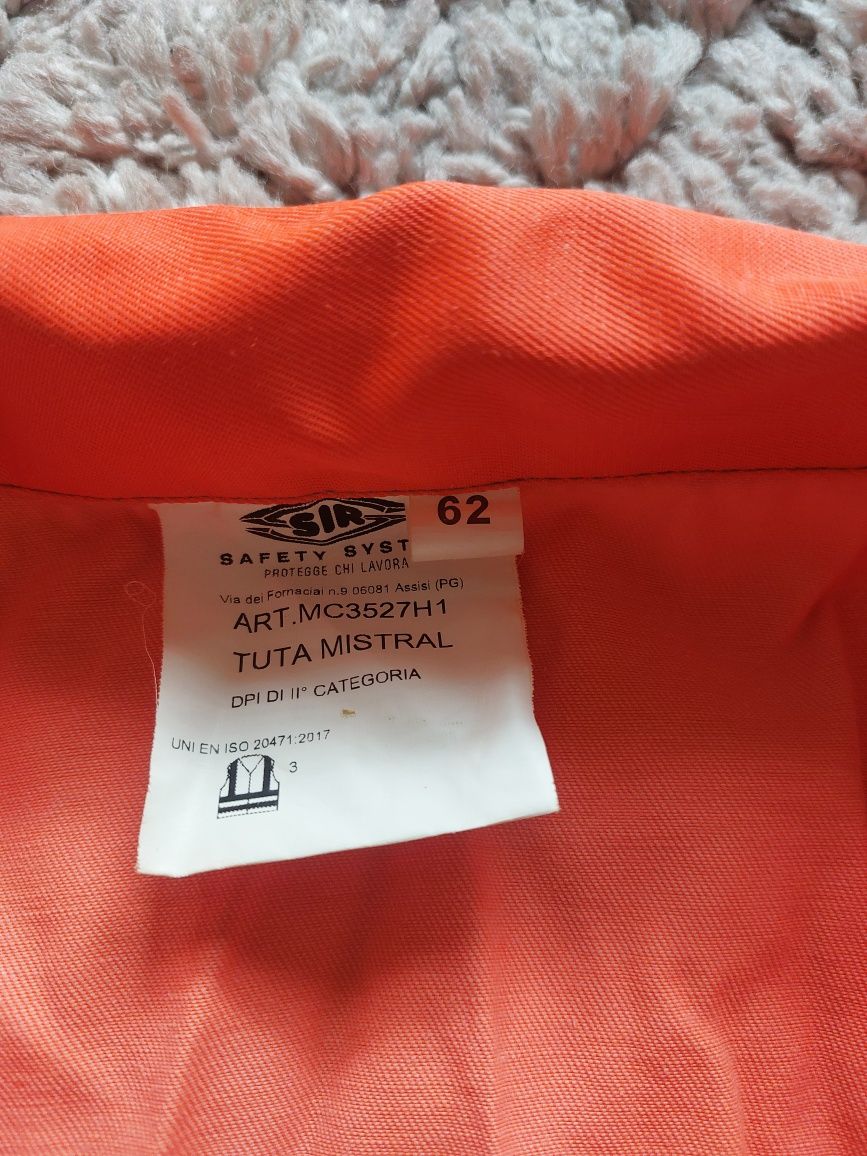 SIR
62
SAFETY SYST
PROTEGGE CHI LAVORA
Via dei Fornaciai n.9 06081 Assisi (PG)
ART.MC3527H1
TUTA MISTRAL
DPI DI II° CATEGORIA
UNI EN ISO 20471:2017
3